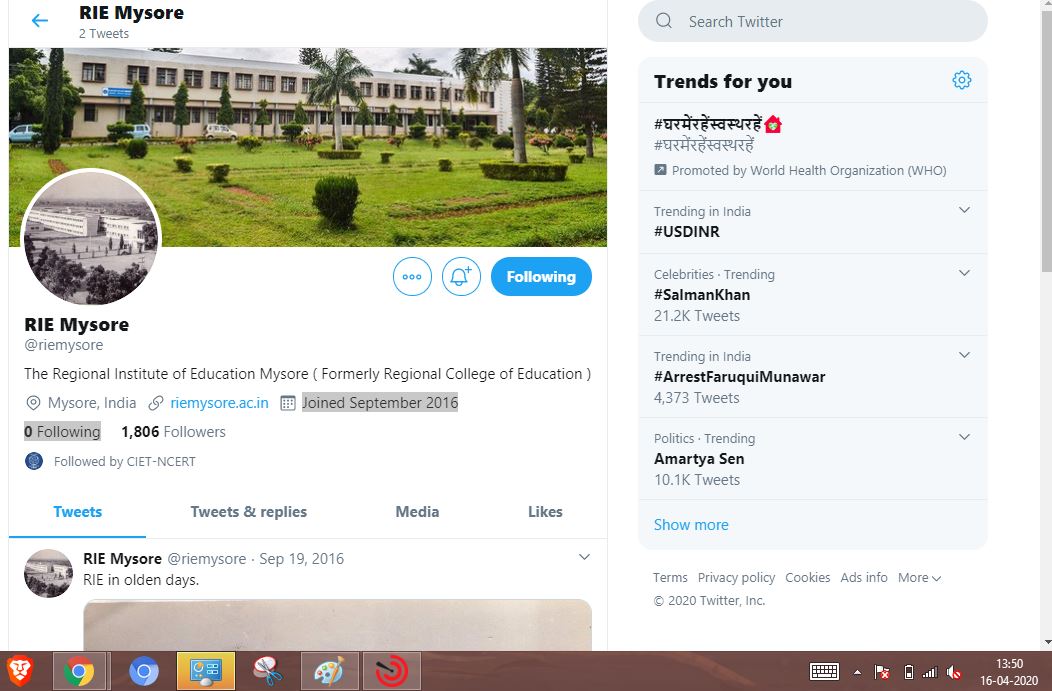 RIE Mysore
2 Tweets
Following
RIE Mysore
@riemysore
The Regional Institute of Education Mysore ( Formerly Regional College of Education )
Mysore, India riemysore.ac.in Joined September 2016
0 Following 1,806 Followers
Followed by CIET-NCERT
Tweets Tweets & replies Media Likes
RIE Mysore @riemysore · Sep 19, 2016
RIE in olden days.
Search Twitter
Trends for you
#घरमेंरहेंस्वस्थरहें
#घरमेंरहेंस्वस्थरहें
Promoted by World Health Organization (WHO)
Trending in India
#USDINR
Celebrities · Trending
#SalmanKhan
21.2K Tweets
Trending in India
#ArrestFaruquiMunawar
4,373 Tweets
Politics · Trending
Amartya Sen
10.1K Tweets
Show more
Terms Privacy policy Cookies Ads info More
© 2020 Twitter, Inc.
13:50
16-04-2020